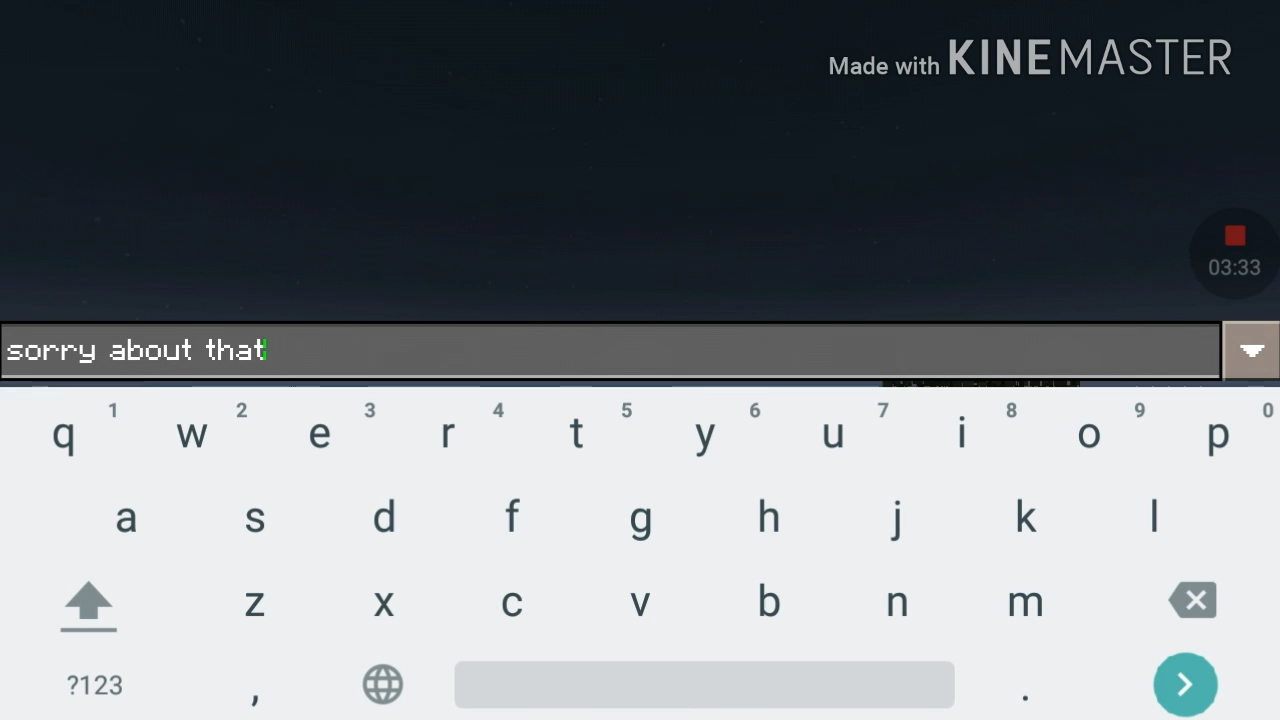 Made with KINEMASTER
03:33
sorry about that
1 2 3 4 5 6 7 8 9 0
q w e r t y u i o p
a s d f g h j k l
z x c v b n m
?123 , .